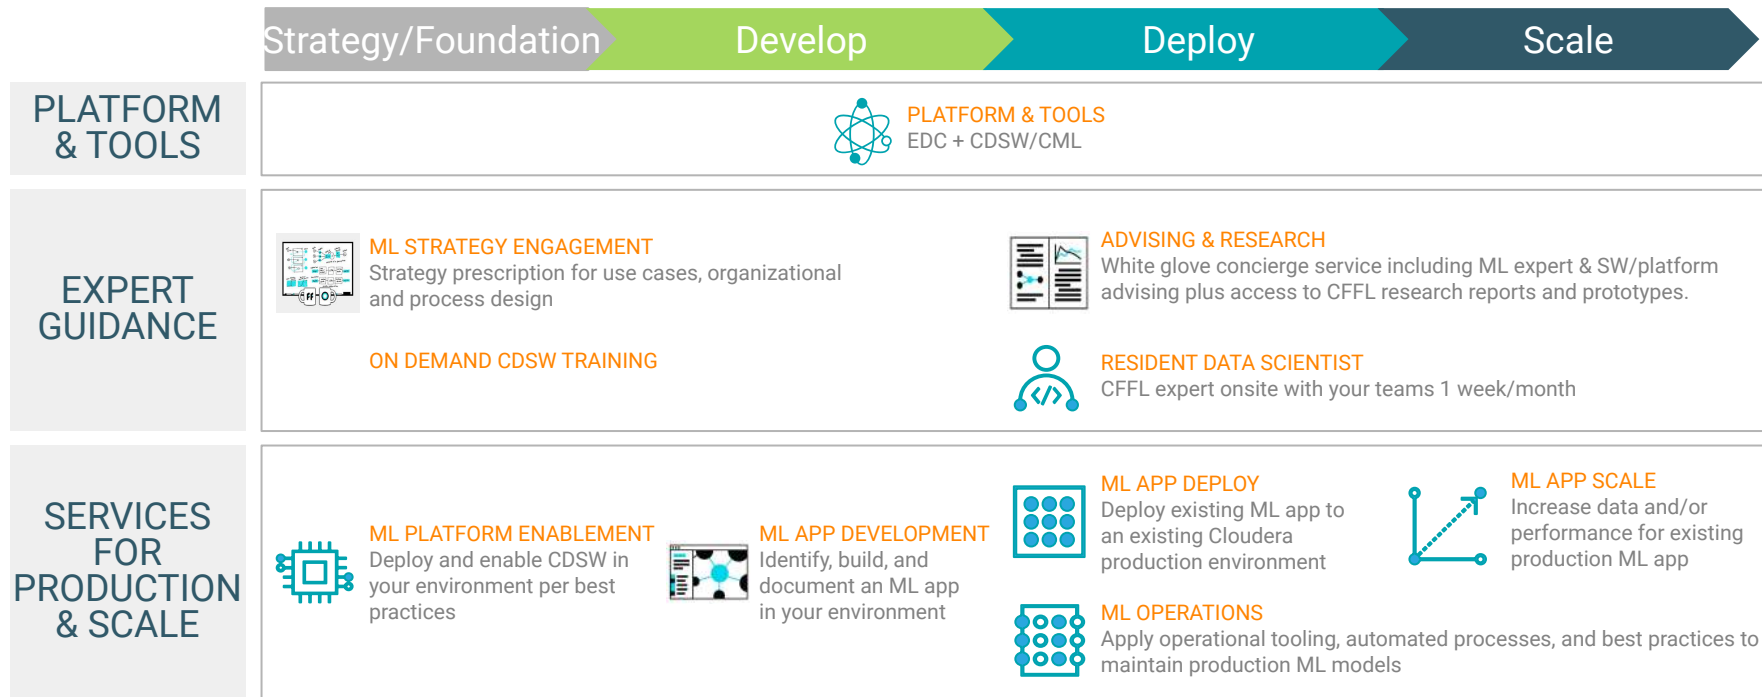 Strategy/Foundation
Develop
Deploy
Scale
PLATFORM
& TOOLS
PLATFORM & TOOLS
EDC + CDSW/CML
EXPERT
GUIDANCE
ML STRATEGY ENGAGEMENT
Strategy prescription for use cases, organizational
and process design
ON DEMAND CDSW TRAINING
ADVISING & RESEARCH
White glove concierge service including ML expert & SW/platform
advising plus access to CFFL research reports and prototypes.
RESIDENT DATA SCIENTIST
CFFL expert onsite with your teams 1 week/month
SERVICES
FOR
PRODUCTION
& SCALE
ML PLATFORM ENABLEMENT
Deploy and enable CDSW in
your environment per best
practices
ML APP DEVELOPMENT
Identify, build, and
document an ML app
in your environment
ML APP DEPLOY
Deploy existing ML app to
an existing Cloudera
production environment
ML APP SCALE
Increase data and/or
performance for existing
production ML app
ML OPERATIONS
Apply operational tooling, automated processes, and best practices to
maintain production ML models